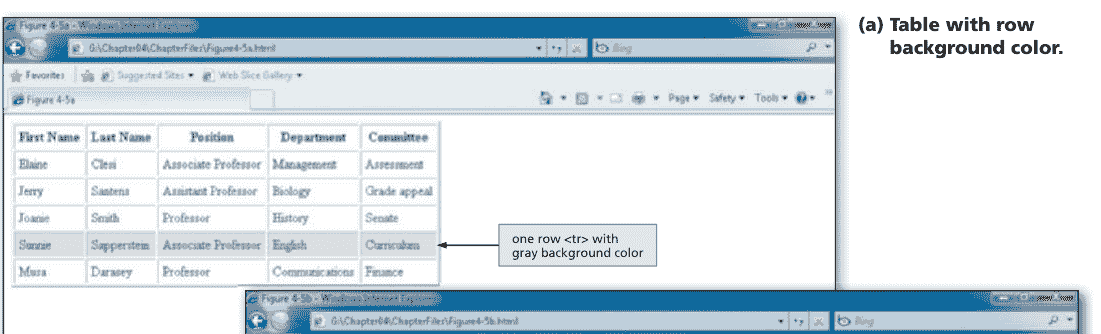 Figure 4-5a - Windows Internet Explorer
G:\Chapter04\ChapterFiles\Figure4-5a.html
Bing
(a) Table with row
background color.
Favorites
Suggested Sites
Web Slice Gallery
Figure 4-5a
Page
Safety
Tools
First Name Last Name Position Department Committee
Elaine Clesi Associate Professor Management Assessment
Jerry Santens Assistant Professor Biology Grade appeal
Joanie Smith Professor History Senate
Sunnie Sapperstein Associate Professor English Curriculum
Musa Darasey Professor Communications Finance
one row <tr> with
gray background color
Figure 4-5b - Windows Internet Explorer
G:\Chapter04\ChapterFiles\Figure4-5b.html
Bing